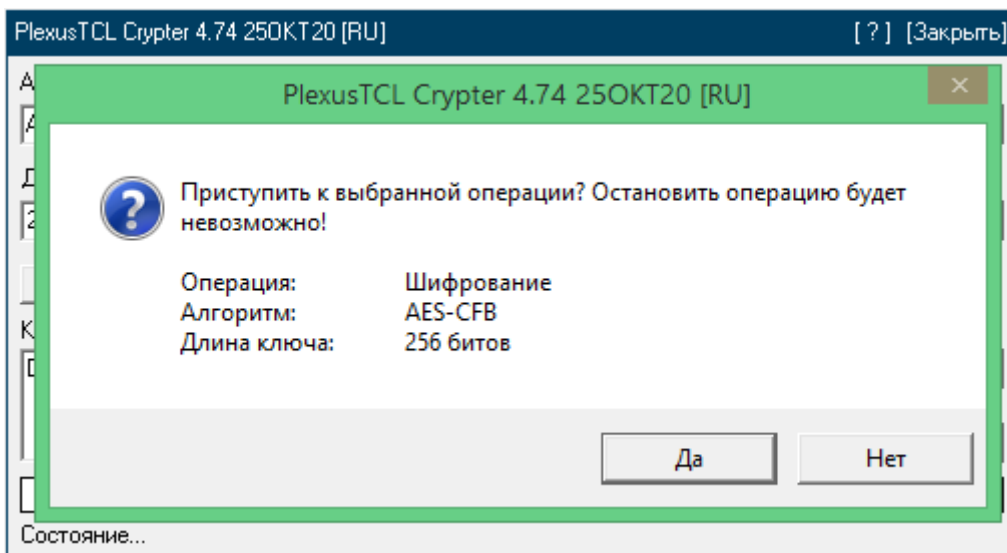 PlexusTCL Crypter 4.74 25OKT20 [RU] [ ? ] [Закрыть]
PlexusTCL Crypter 4.74 25OKT20 [RU]
Приступить к выбранной операции? Остановить операцию будет
невозможно!
Операция: Шифрование
Алгоритм: AES-CFB
Длина ключа: 256 битов
Да Нет
Состояние...